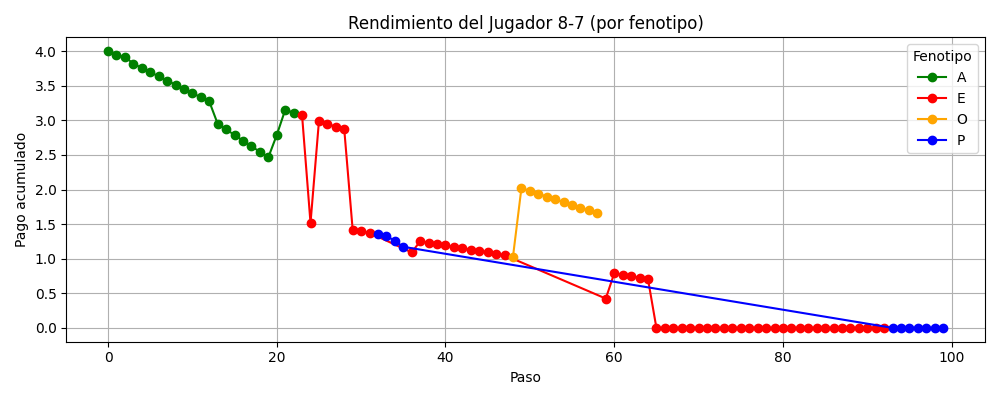 Rendimiento del Jugador 8-7 (por fenotipo)
Pago acumulado
4.0
3.5
3.0
2.5
2.0
1.5
1.0
0.5
0.0
0 20 40 60 80 100
Paso
Fenotipo
A
E
O
P